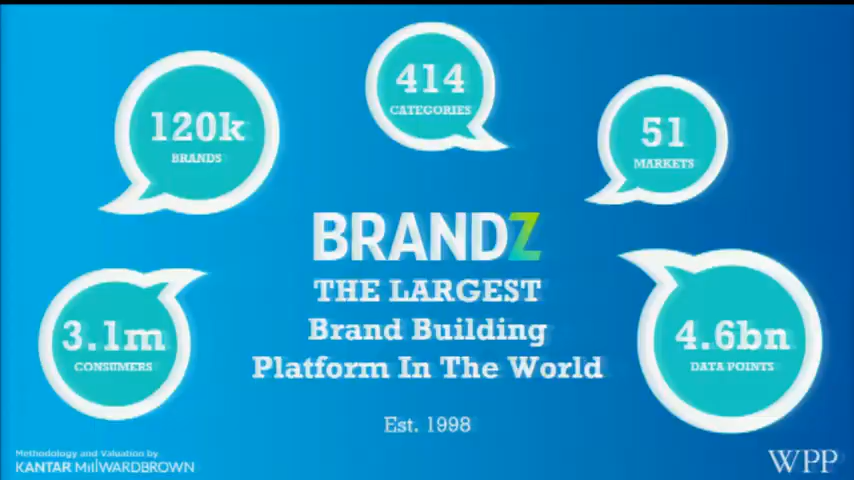 414
CATEGORIES
120k
BRANDS
51
MARKETS
BRANDZ
THE LARGEST
Brand Building
Platform In The World
3.1m
CONSUMERS
4.6bn
DATA POINTS
Est. 1998
Methodology and Valuation by
KANTAR MillWARDBROWN
WPP